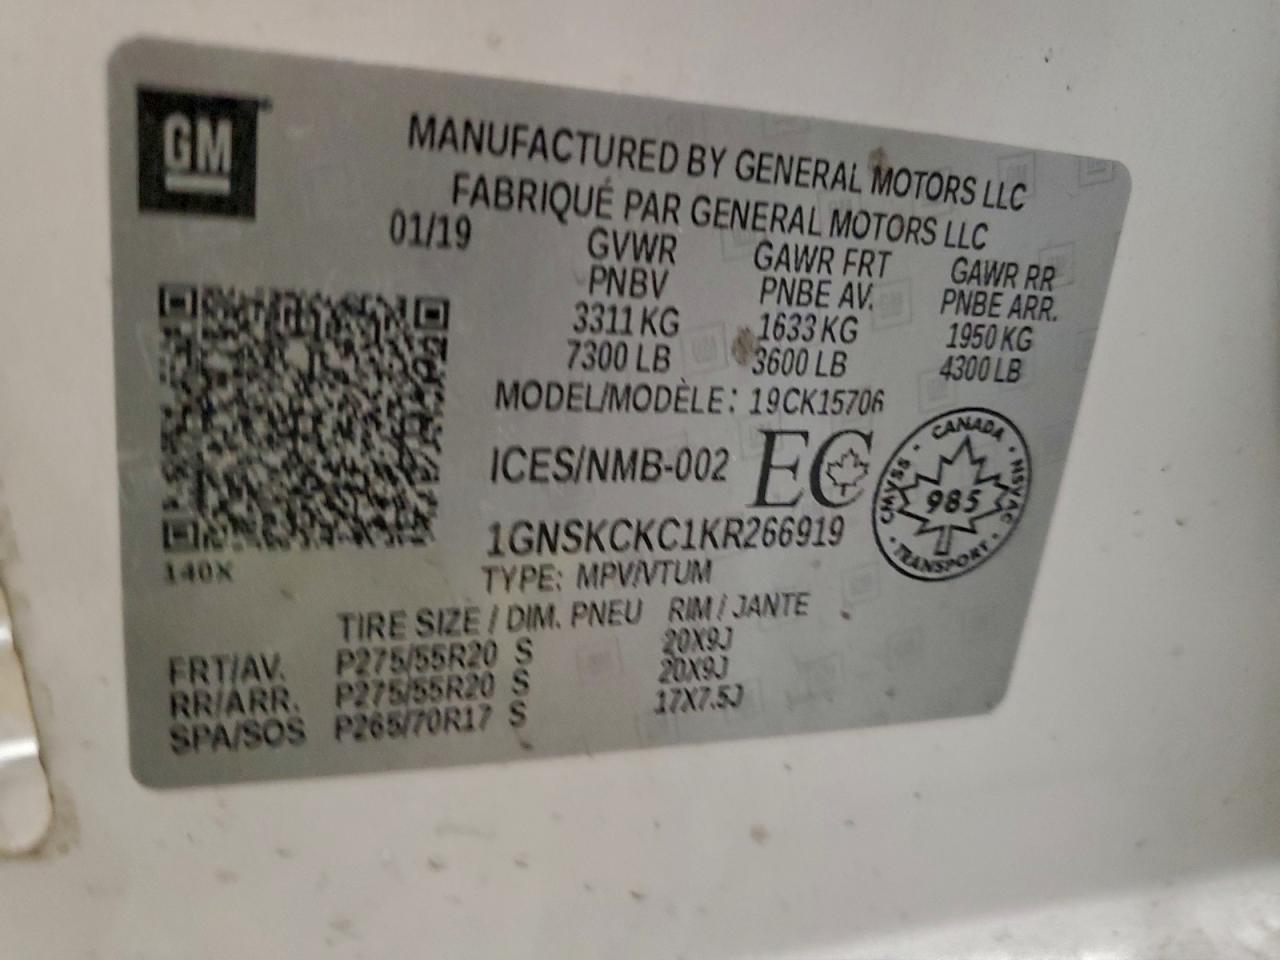 GM
MANUFACTURED BY GENERAL MOTORS LLC
FABRIQUÉ PAR GENERAL MOTORS LLC
01/19 GVWR GAWR FRT GAWR RR
PNBV PNBE AV. PNBE ARR.
3311 KG 1633 KG 1950 KG
7300 LB 3600 LB 4300 LB
MODEL/MODÈLE: 19CK15706
ICES/NMB-002 EC
CANADA
CMVSS 985 NSVAC
TRANSPORT
1GNSKCKC1KR266919
140X
TYPE: MPV/VTUM
TIRE SIZE / DIM. PNEU RIM / JANTE
FRT/AV. P275/55R20 S 20X9J
RR/ARR. P275/55R20 S 20X9J
SPA/SOS P265/70R17 S 17X7.5J